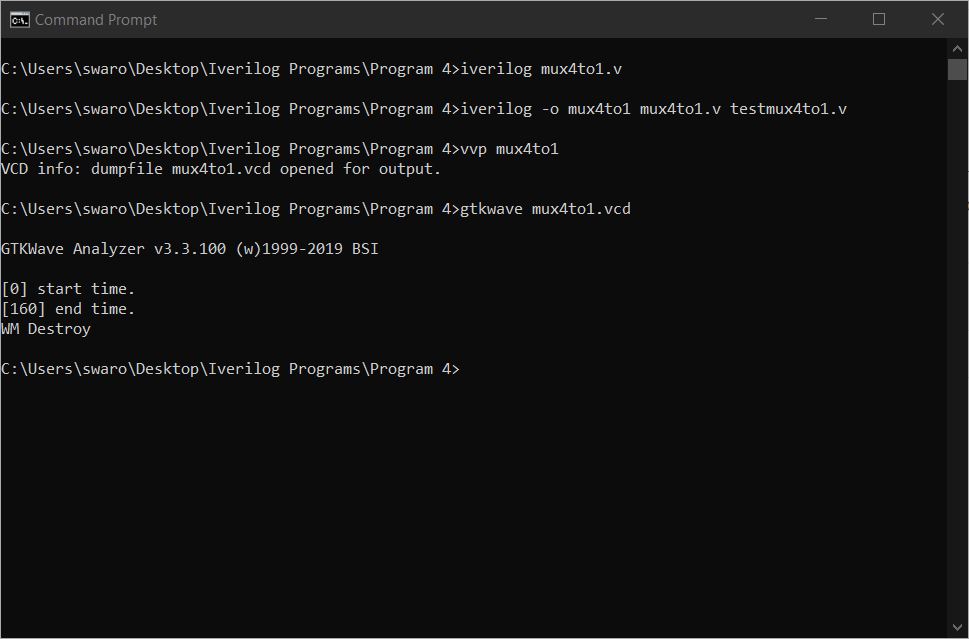 Command Prompt
C:\Users\swaro\Desktop\Iverilog Programs\Program 4>iverilog mux4to1.v
C:\Users\swaro\Desktop\Iverilog Programs\Program 4>iverilog -o mux4to1 mux4to1.v testmux4to1.v
C:\Users\swaro\Desktop\Iverilog Programs\Program 4>vvp mux4to1
VCD info: dumpfile mux4to1.vcd opened for output.
C:\Users\swaro\Desktop\Iverilog Programs\Program 4>gtkwave mux4to1.vcd
GTKWave Analyzer v3.3.100 (w)1999-2019 BSI
[0] start time.
[160] end time.
WM Destroy
C:\Users\swaro\Desktop\Iverilog Programs\Program 4>